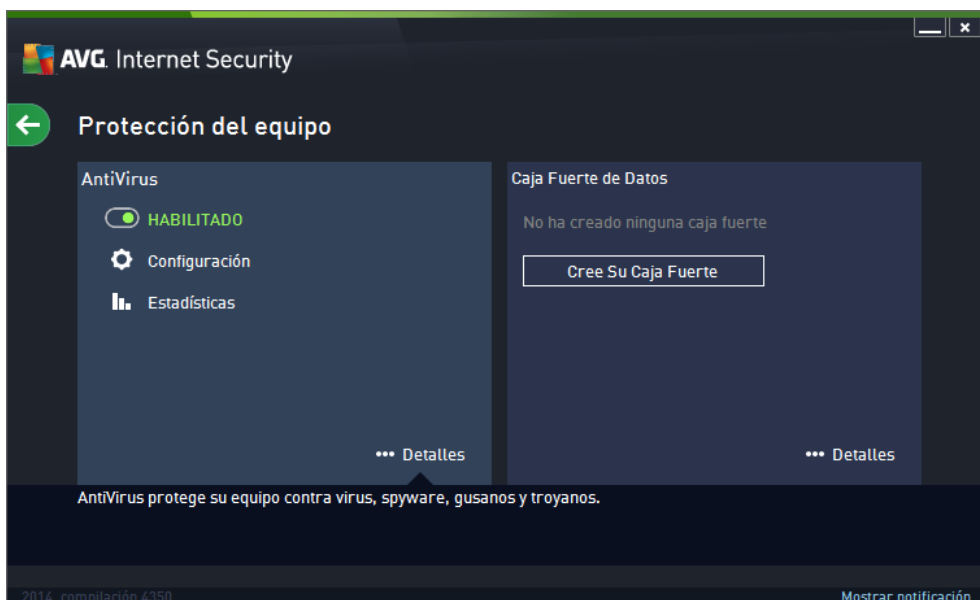 AVG. Internet Security
Protección del equipo
AntiVirus
HABILITADO
Configuración
Estadísticas
••• Detalles
Caja Fuerte de Datos
No ha creado ninguna caja fuerte
Cree Su Caja Fuerte
••• Detalles
AntiVirus protege su equipo contra virus, spyware, gusanos y troyanos.
2014 compilación 4350
Mostrar notificación